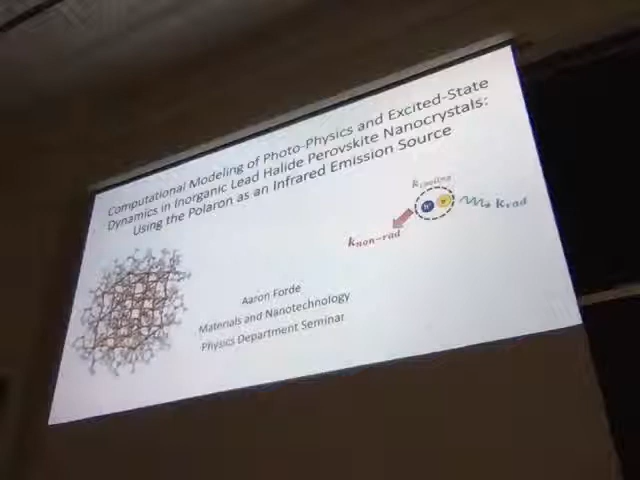 Computational Modeling of Photo-Physics and Excited-State
Dynamics in Inorganic Lead Halide Perovskite Nanocrystals:
Using the Polaron as an Infrared Emission Source
k_cooling
h⁺ e⁻
k_rad
k_non-rad
Aaron Forde
Materials and Nanotechnology
Physics Department Seminar